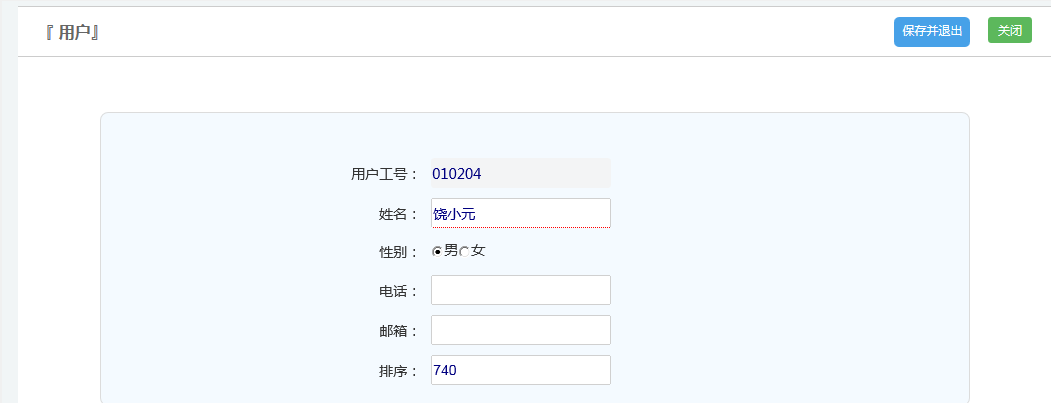 『 用户』
保存并退出
关闭
用户工号： 010204
姓名： 饶小元
性别： 男 女
电话：
邮箱：
排序： 740